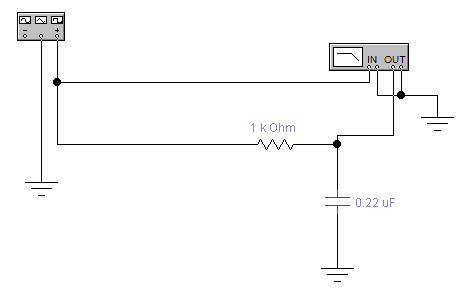 − +
IN OUT
1 k Ohm
0.22 uF